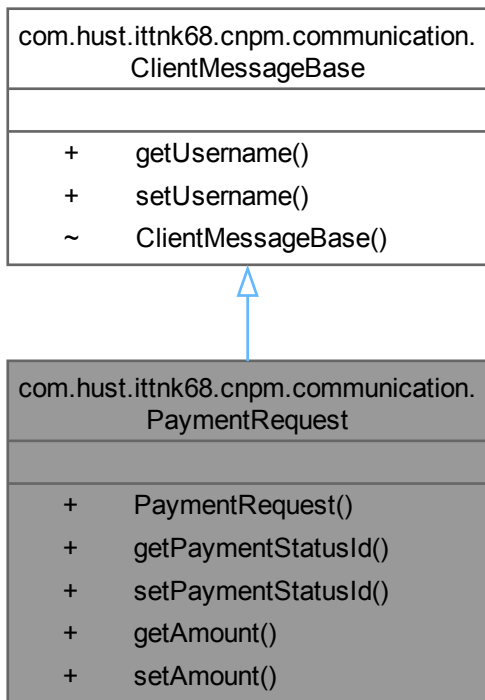 com.hust.ittnk68.cnpm.communication.
ClientMessageBase
+ getUsername()
+ setUsername()
~ ClientMessageBase()
com.hust.ittnk68.cnpm.communication.
PaymentRequest
+ PaymentRequest()
+ getPaymentStatusId()
+ setPaymentStatusId()
+ getAmount()
+ setAmount()